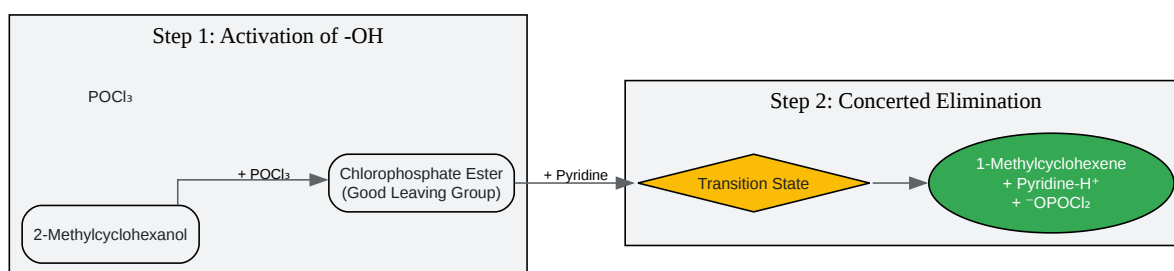 Step 1: Activation of -OH
POCl₃
+ POCl₃
Chlorophosphate Ester
(Good Leaving Group)
2-Methylcyclohexanol
+ Pyridine
Step 2: Concerted Elimination
Transition State
1-Methylcyclohexene
+ Pyridine-H⁺
+ ⁻OPOCl₂